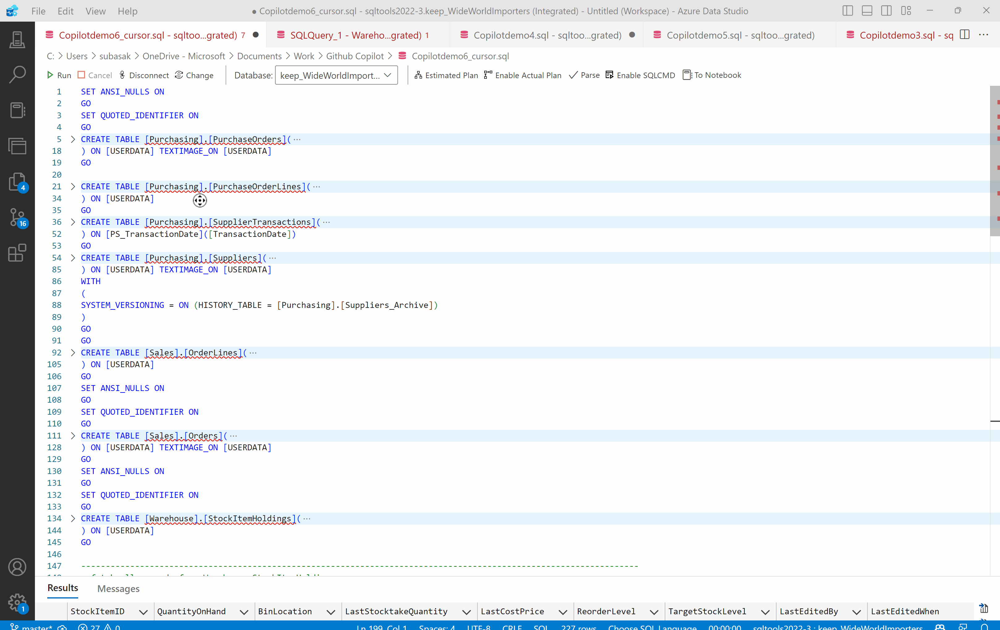 File Edit View Help
● Copilotdemo6_cursor.sql - sqltools2022-3.keep_WideWorldImporters (Integrated) - Untitled (Workspace) - Azure Data Studio
Copilotdemo6_cursor.sql - sqltoo...grated) 7 ●
SQLQuery_1 - Wareho...grated) 1
Copilotdemo4.sql - sqltoo...grated) ●
Copilotdemo5.sql - sqltoo...grated)
Copilotdemo3.sql - sq
C: > Users > subasak > OneDrive - Microsoft > Documents > Work > Github Copilot > Copilotdemo6_cursor.sql
Run Cancel Disconnect Change Database: keep_WideWorldImport... Estimated Plan Enable Actual Plan Parse Enable SQLCMD To Notebook
1 SET ANSI_NULLS ON
2 GO
3 SET QUOTED_IDENTIFIER ON
4 GO
5 > CREATE TABLE [Purchasing].[PurchaseOrders]( ···
18 ) ON [USERDATA] TEXTIMAGE_ON [USERDATA]
19 GO
20
21 > CREATE TABLE [Purchasing].[PurchaseOrderLines]( ···
34 ) ON [USERDATA]
35 GO
36 > CREATE TABLE [Purchasing].[SupplierTransactions]( ···
52 ) ON [PS_TransactionDate]([TransactionDate])
53 GO
54 > CREATE TABLE [Purchasing].[Suppliers]( ···
85 ) ON [USERDATA] TEXTIMAGE_ON [USERDATA]
86 WITH
87 (
88 SYSTEM_VERSIONING = ON (HISTORY_TABLE = [Purchasing].[Suppliers_Archive])
89 )
90 GO
91 GO
92 > CREATE TABLE [Sales].[OrderLines]( ···
105 ) ON [USERDATA]
106 GO
107 SET ANSI_NULLS ON
108 GO
109 SET QUOTED_IDENTIFIER ON
110 GO
111 > CREATE TABLE [Sales].[Orders]( ···
128 ) ON [USERDATA] TEXTIMAGE_ON [USERDATA]
129 GO
130 SET ANSI_NULLS ON
131 GO
132 SET QUOTED_IDENTIFIER ON
133 GO
134 > CREATE TABLE [Warehouse].[StockItemHoldings]( ···
144 ) ON [USERDATA]
145 GO
146
147 ------------------------------------------------------------------------------------------------------------------
4
16
1
Results Messages
StockItemID QuantityOnHand BinLocation LastStocktakeQuantity LastCostPrice ReorderLevel TargetStockLevel LastEditedBy LastEditedWhen
master* 27 0 Ln 199, Col 1 Spaces: 4 UTF-8 CRLF SQL 227 rows Choose SQL Language 00:00:00 sqltools2022-3 : keep_WideWorldImporters